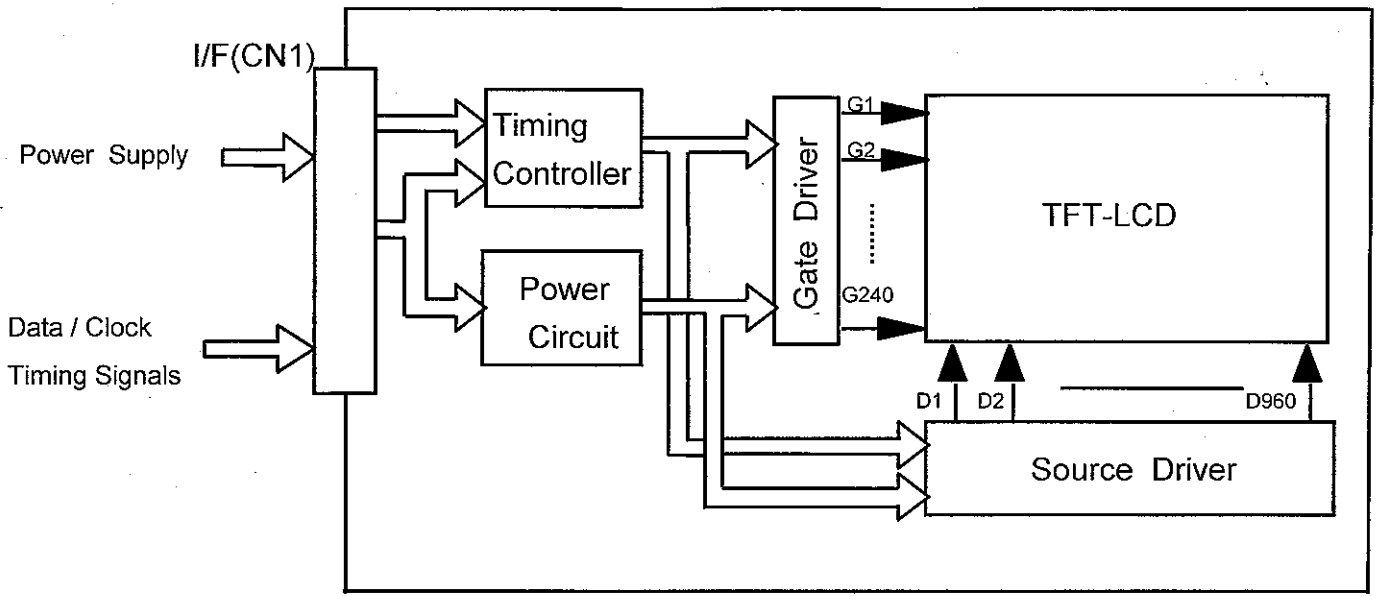 I/F(CN1)
Power Supply
Data / Clock
Timing Signals
Timing
Controller
Power
Circuit
Gate Driver
G1
G2
G240
TFT-LCD
D1
D2
D960
Source Driver